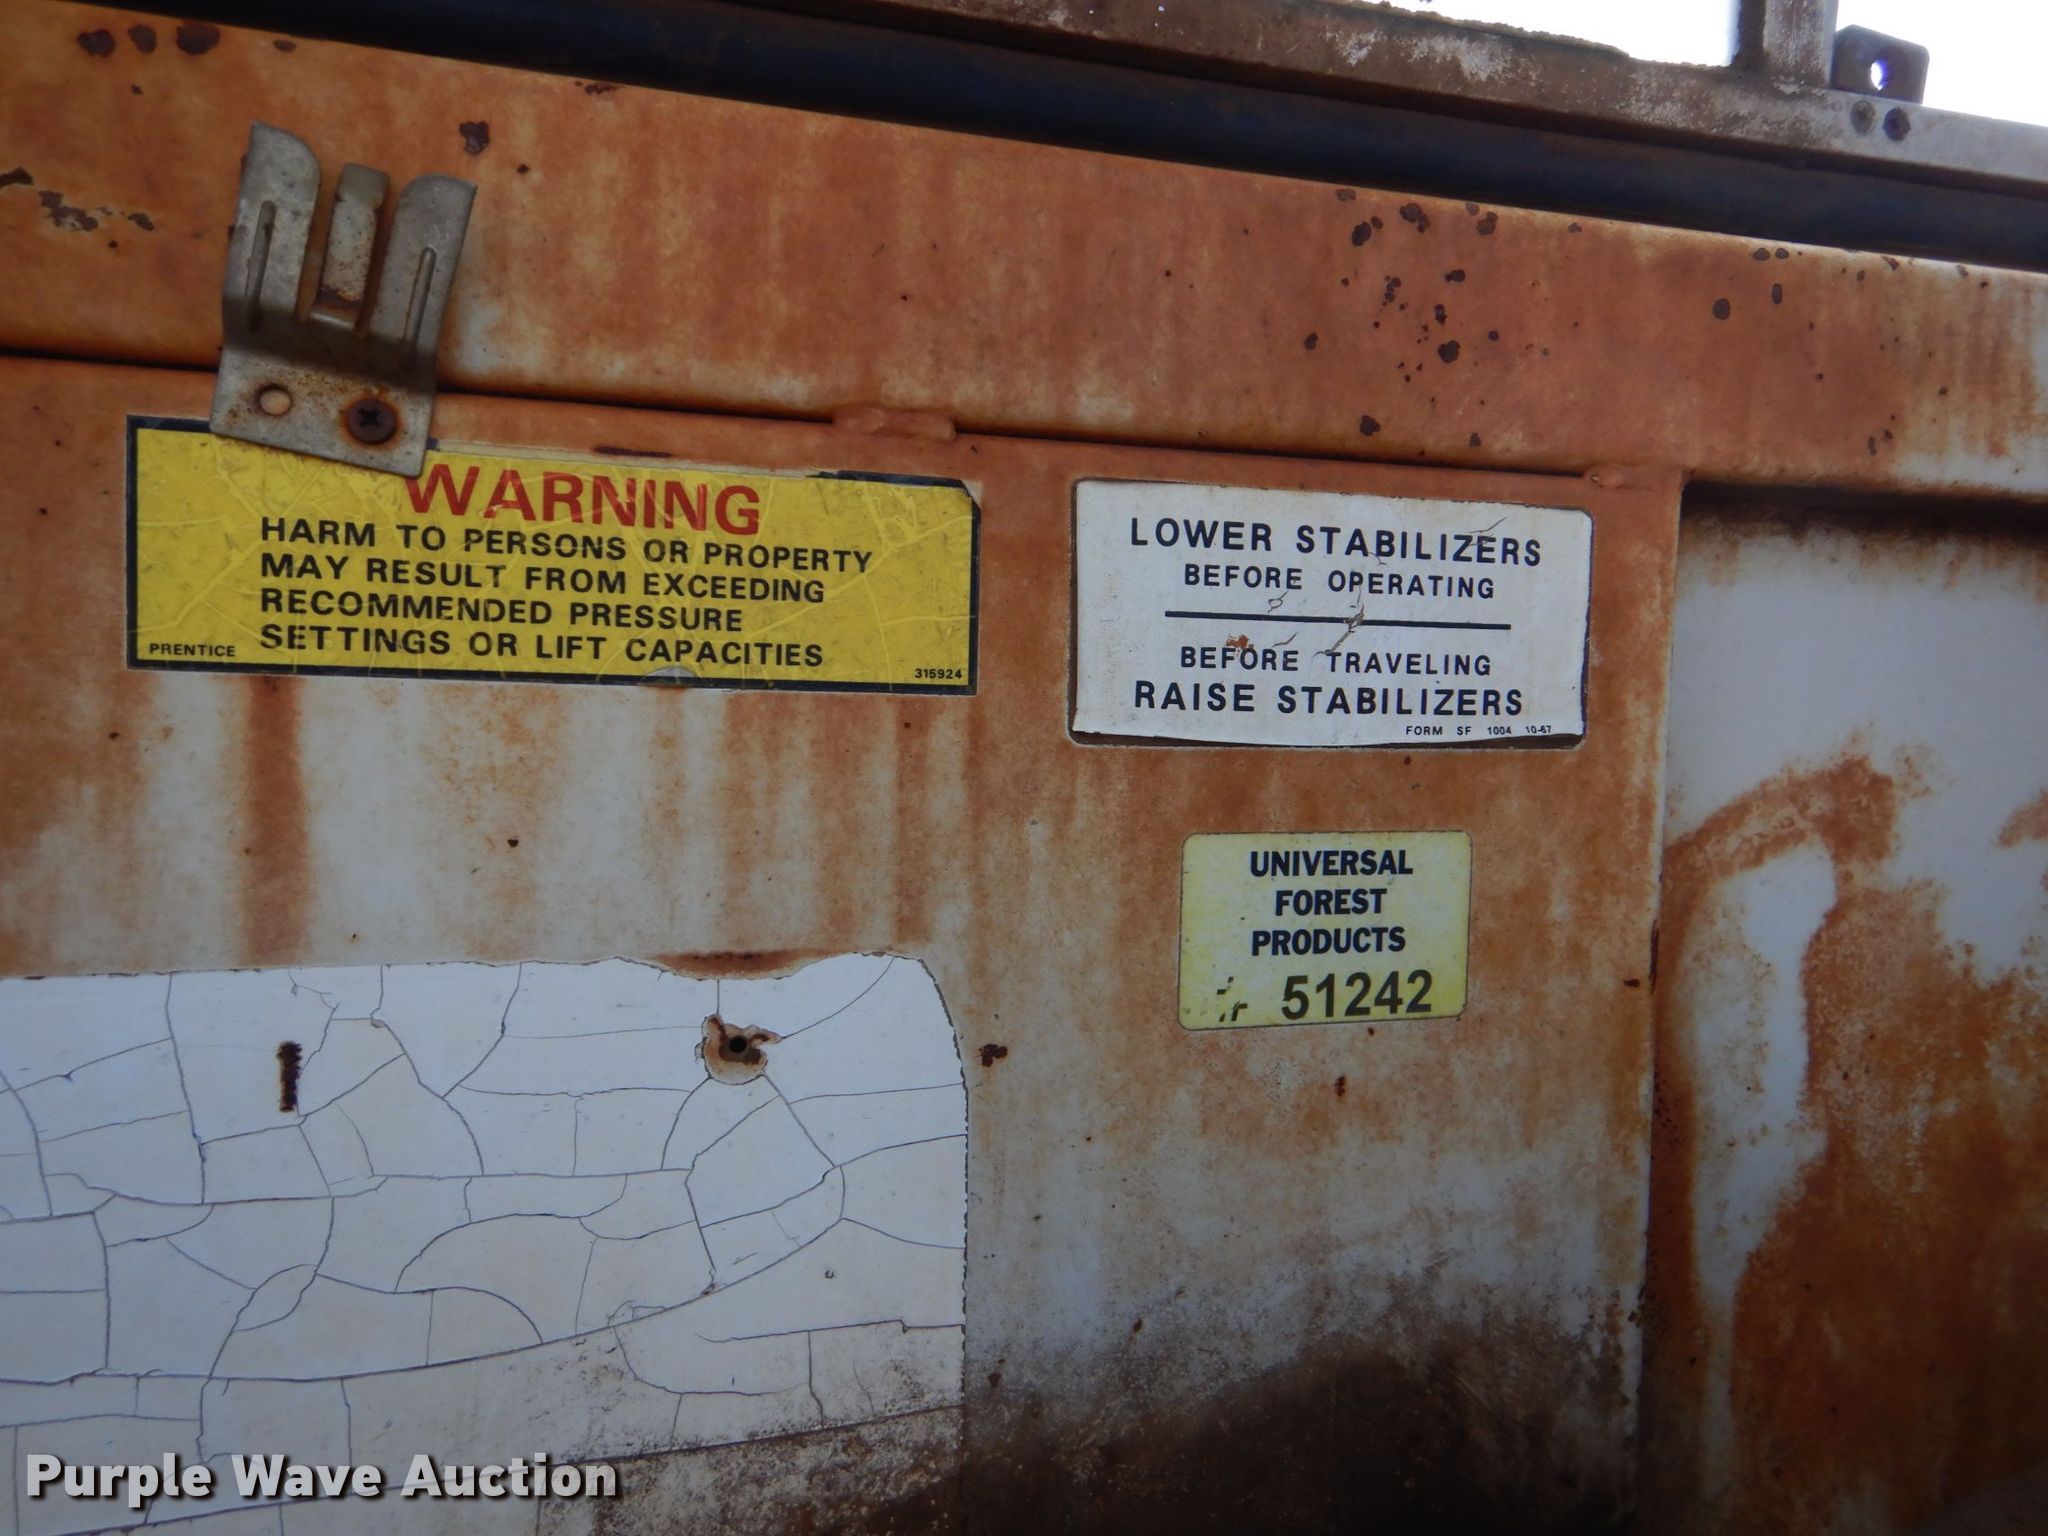 WARNING
HARM TO PERSONS OR PROPERTY
MAY RESULT FROM EXCEEDING
RECOMMENDED PRESSURE
SETTINGS OR LIFT CAPACITIES
PRENTICE
315924
LOWER STABILIZERS
BEFORE OPERATING
BEFORE TRAVELING
RAISE STABILIZERS
FORM SF 1004 10-67
UNIVERSAL
FOREST
PRODUCTS
51242
Purple Wave Auction